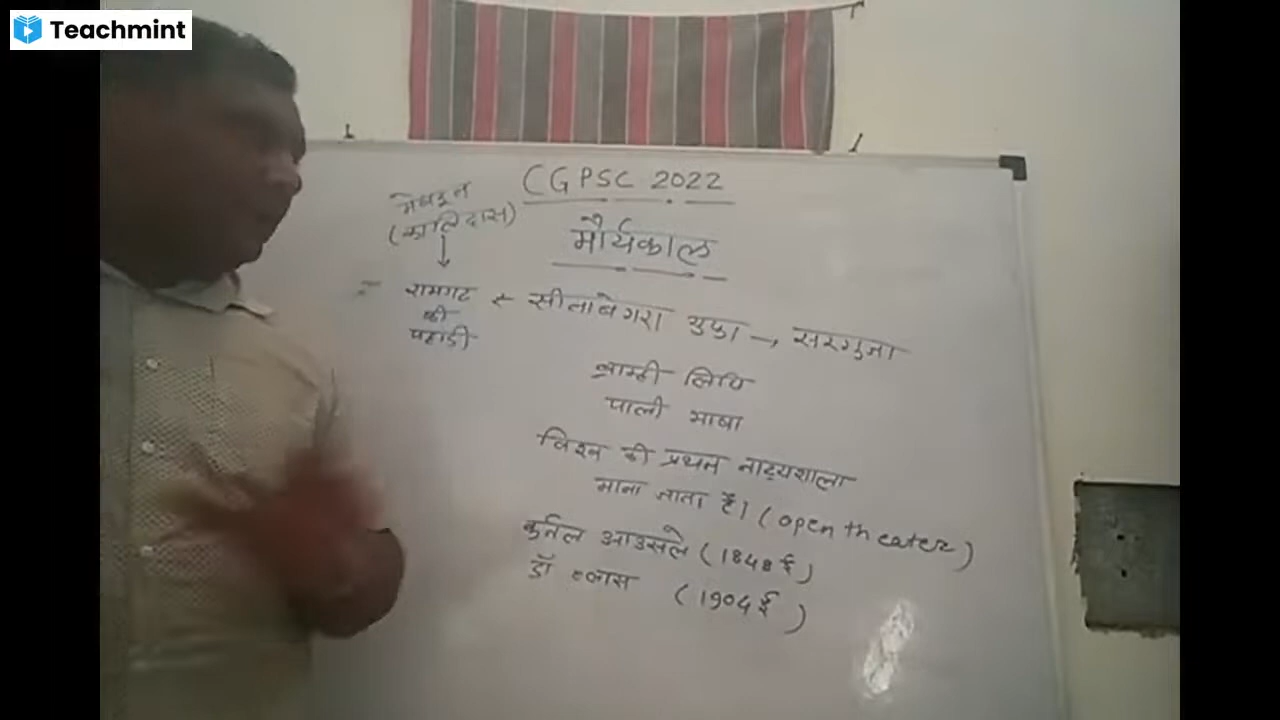 Teachmint
CGPSC 2022
मेघदूत
(कालिदास)
मौर्यकाल
रामगढ की पहाडी ← सीताबेंगरा गुफा → सरगुजा
ब्राम्ही लिपि
पाली भाषा
विश्व की प्रथम नाट्यशाला
माना जाता है। (open theater)
कर्नल आउसले (1848 ई)
डॉ ब्लास (1904 ई)